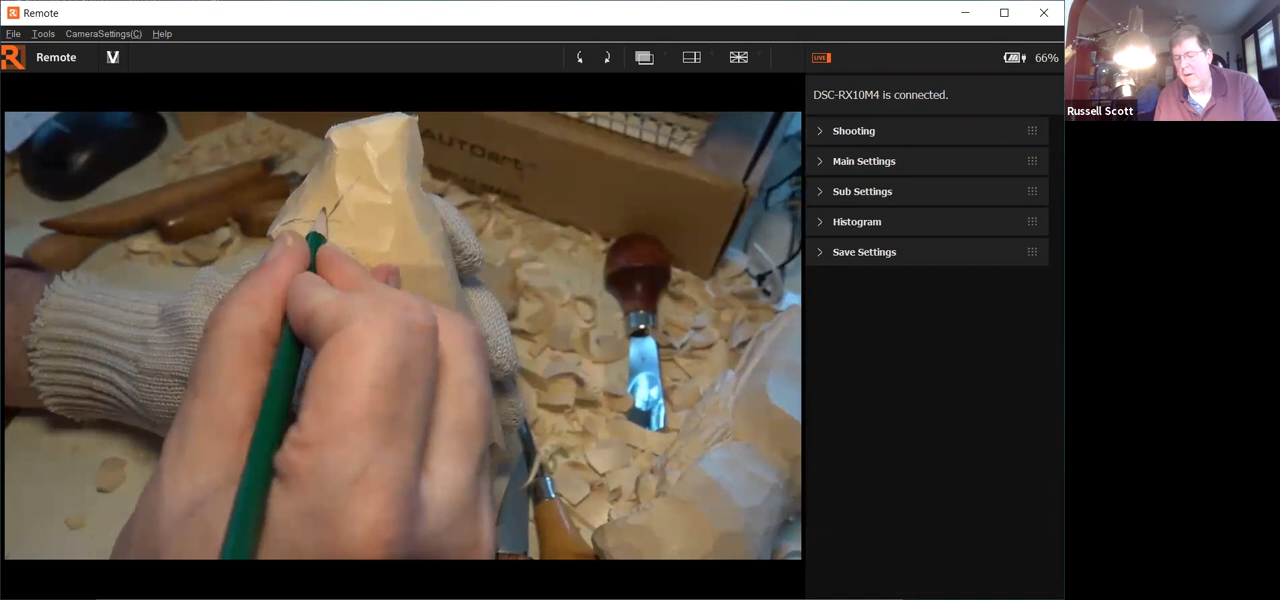 Remote
File Tools CameraSettings(C) Help
R Remote V
LIVE 66%
DSC-RX10M4 is connected.
Shooting
Main Settings
Sub Settings
Histogram
Save Settings
AUTOart
Russell Scott